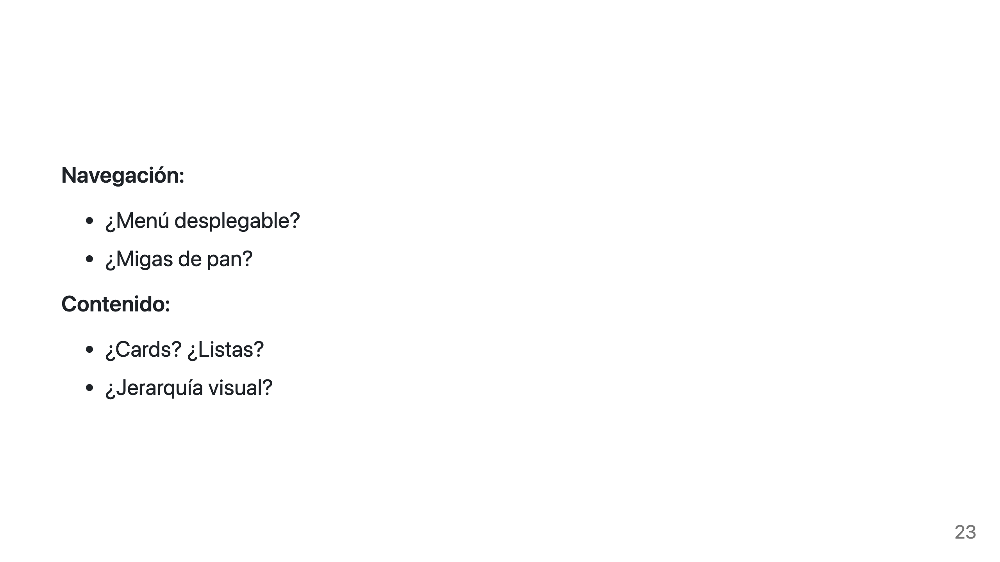 Navegación:
• ¿Menú desplegable?
• ¿Migas de pan?
Contenido:
• ¿Cards? ¿Listas?
• ¿Jerarquía visual?
23